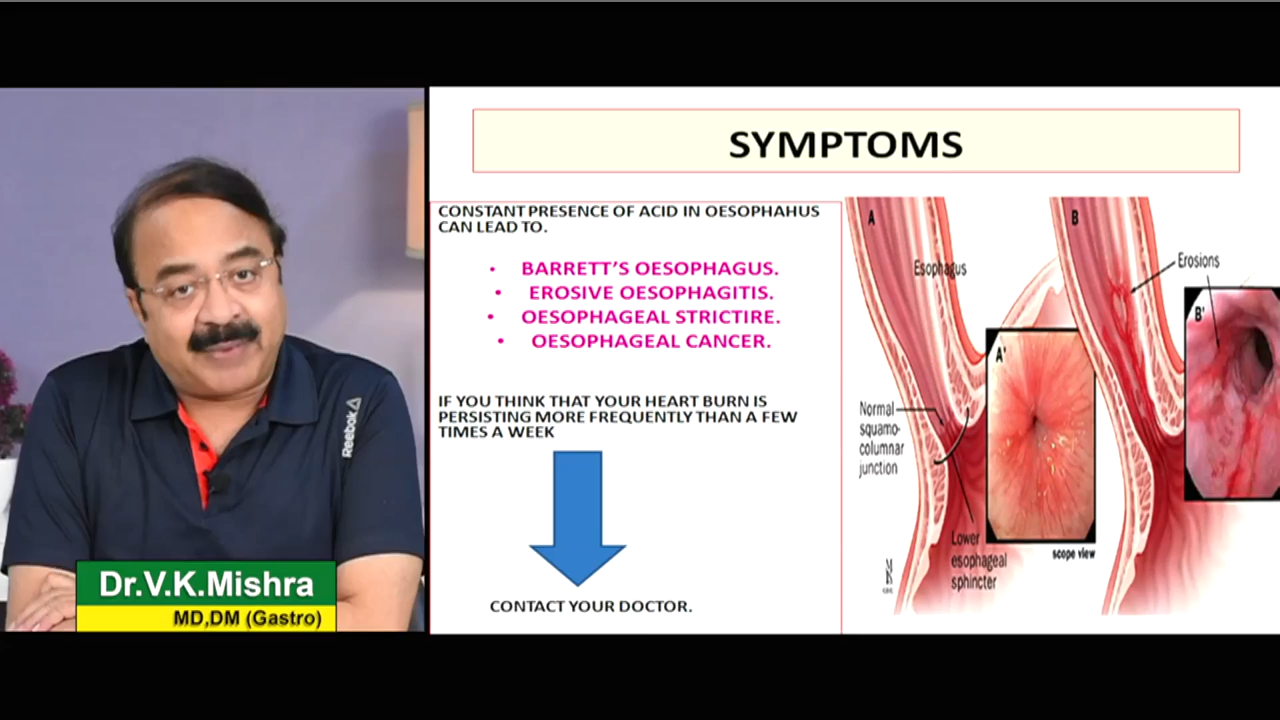 SYMPTOMS
CONSTANT PRESENCE OF ACID IN OESOPHAHUS
CAN LEAD TO.
• BARRETT'S OESOPHAGUS.
• EROSIVE OESOPHAGITIS.
• OESOPHAGEAL STRICTIRE.
• OESOPHAGEAL CANCER.
IF YOU THINK THAT YOUR HEART BURN IS
PERSISTING MORE FREQUENTLY THAN A FEW
TIMES A WEEK
CONTACT YOUR DOCTOR.
A
Esophagus
Normal
squamo-
columnar
junction
Lower
esophageal
sphincter
A'
scope view
B
Erosions
B'
Reebok
Dr.V.K.Mishra
MD,DM (Gastro)